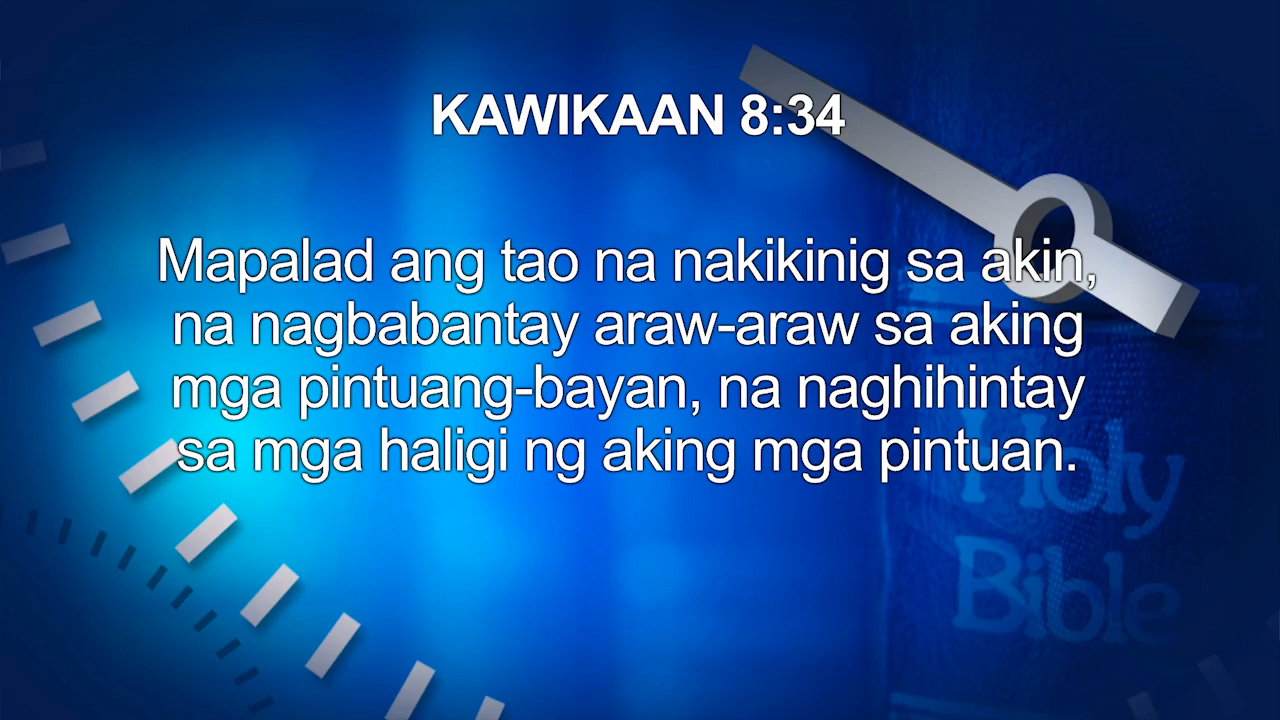 KAWIKAAN 8:34
Mapalad ang tao na nakikinig sa akin,
na nagbabantay araw-araw sa aking
mga pintuang-bayan, na naghihintay
sa mga haligi ng aking mga pintuan.
Holy
Bible